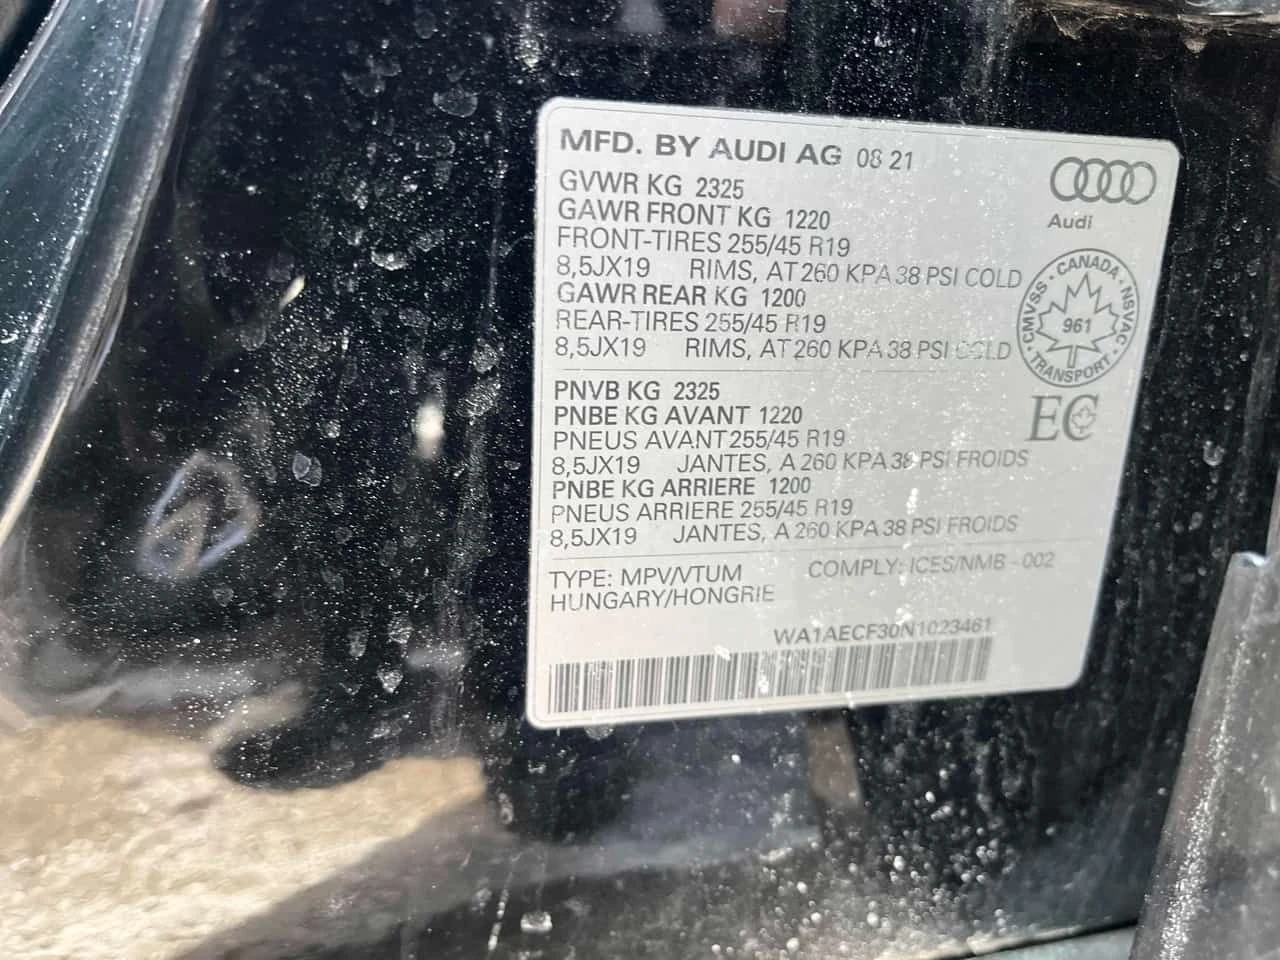 MFD. BY AUDI AG 08 21
GVWR KG 2325
GAWR FRONT KG 1220
FRONT-TIRES 255/45 R19
8,5JX19 RIMS, AT 260 KPA 38 PSI COLD
GAWR REAR KG 1200
REAR-TIRES 255/45 R19
8,5JX19 RIMS, AT 260 KPA 38 PSI COLD
Audi
CMVSS · CANADA · NSVAC · TRANSPORT ·
961
EC
PNVB KG 2325
PNBE KG AVANT 1220
PNEUS AVANT 255/45 R19
8,5JX19 JANTES, A 260 KPA 38 PSI FROIDS
PNBE KG ARRIERE 1200
PNEUS ARRIERE 255/45 R19
8,5JX19 JANTES, A 260 KPA 38 PSI FROIDS
TYPE: MPV/VTUM COMPLY: ICES/NMB - 002
HUNGARY/HONGRIE
WA1AECF30N1023461